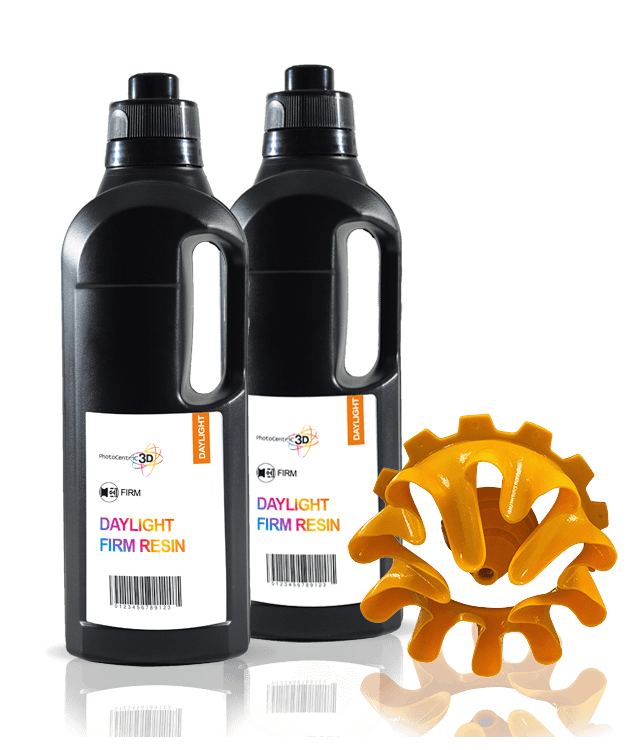 DAYLIGHT
PhotoCentric 3D
FIRM
DAYLIGHT
FIRM RESIN
0123456789123
DAYLIGHT
PhotoCentric 3D
FIRM
DAYLIGHT
FIRM RESIN
0123456789123